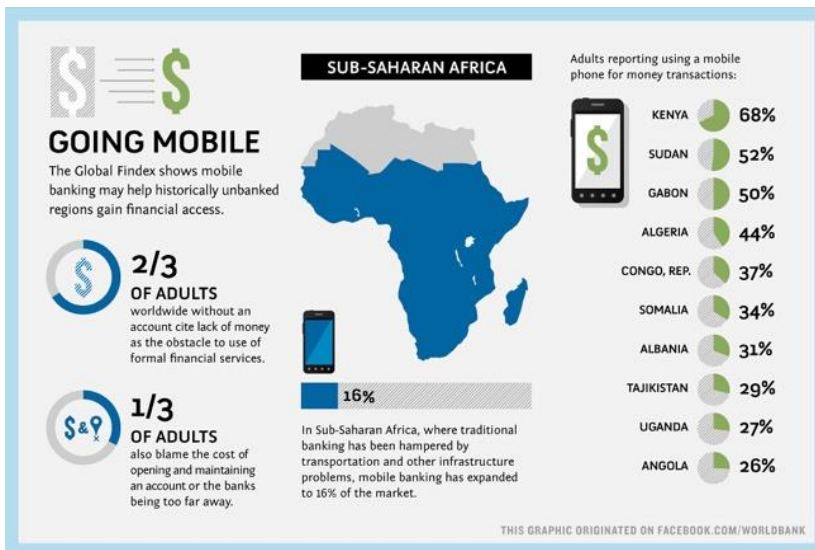 $ $
GOING MOBILE
The Global Findex shows mobile
banking may help historically unbanked
regions gain financial access.
$
2/3
OF ADULTS
worldwide without an
account cite lack of money
as the obstacle to use of
formal financial services.
$&
1/3
OF ADULTS
also blame the cost of
opening and maintaining
an account or the banks
being too far away.
SUB-SAHARAN AFRICA
16%
In Sub-Saharan Africa, where traditional
banking has been hampered by
transportation and other infrastructure
problems, mobile banking has expanded
to 16% of the market.
Adults reporting using a mobile
phone for money transactions:
$
KENYA 68%
SUDAN 52%
GABON 50%
ALGERIA 44%
CONGO, REP. 37%
SOMALIA 34%
ALBANIA 31%
TAJIKISTAN 29%
UGANDA 27%
ANGOLA 26%
THIS GRAPHIC ORIGINATED ON FACEBOOK.COM/WORLDBANK